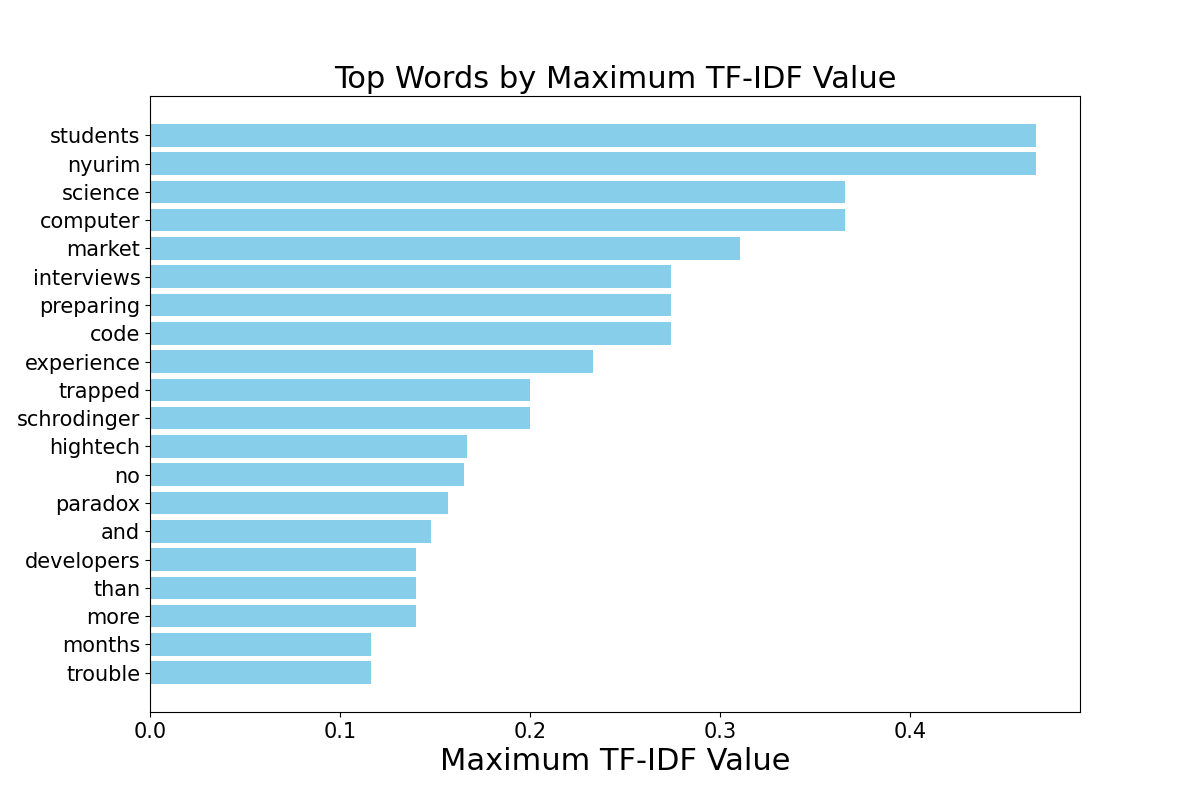 Top Words by Maximum TF-IDF Value
students
nyurim
science
computer
market
interviews
preparing
code
experience
trapped
schrodinger
hightech
no
paradox
and
developers
than
more
months
trouble
0.0 0.1 0.2 0.3 0.4
Maximum TF-IDF Value